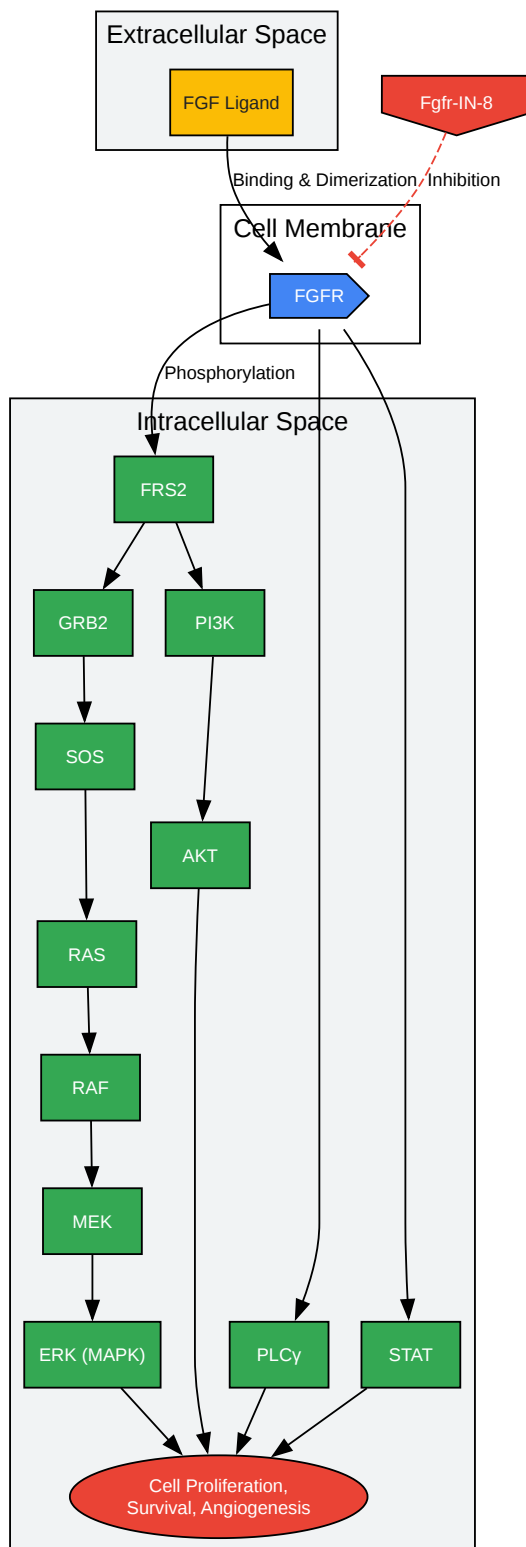 Extracellular Space
FGF Ligand
Fgfr-IN-8
Binding & Dimerization
Inhibition
Cell Membrane
FGFR
Phosphorylation
Intracellular Space
FRS2
GRB2
PI3K
SOS
AKT
RAS
RAF
MEK
ERK (MAPK)
PLCγ
STAT
Cell Proliferation,
Survival, Angiogenesis